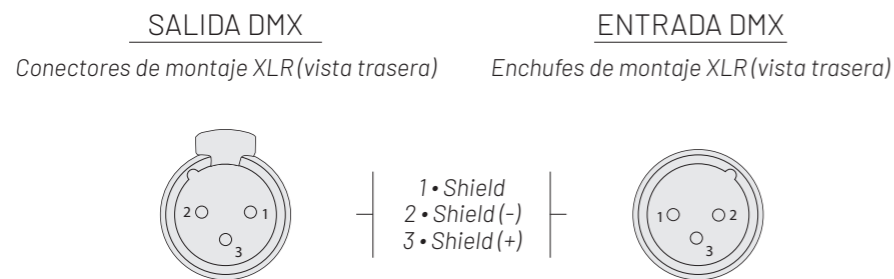 SALIDA DMX
Conectores de montaje XLR (vista trasera)
ENTRADA DMX
Enchufes de montaje XLR (vista trasera)
2 1
3
1 • Shield
2 • Shield (-)
3 • Shield (+)
1 2
3